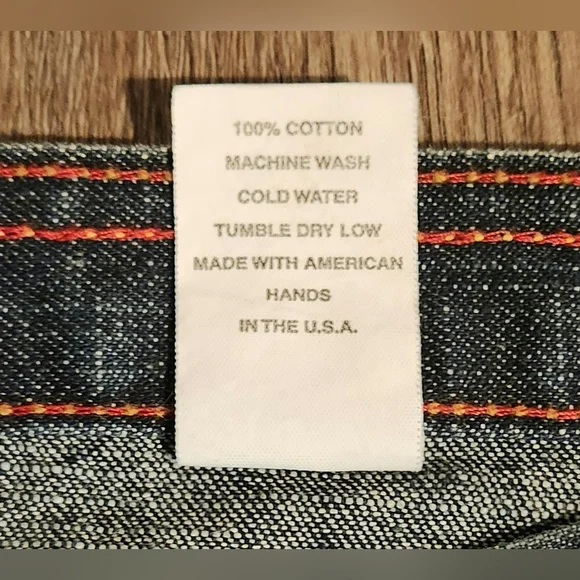 100% COTTON
MACHINE WASH
COLD WATER
TUMBLE DRY LOW
MADE WITH AMERICAN
HANDS
IN THE U.S.A.